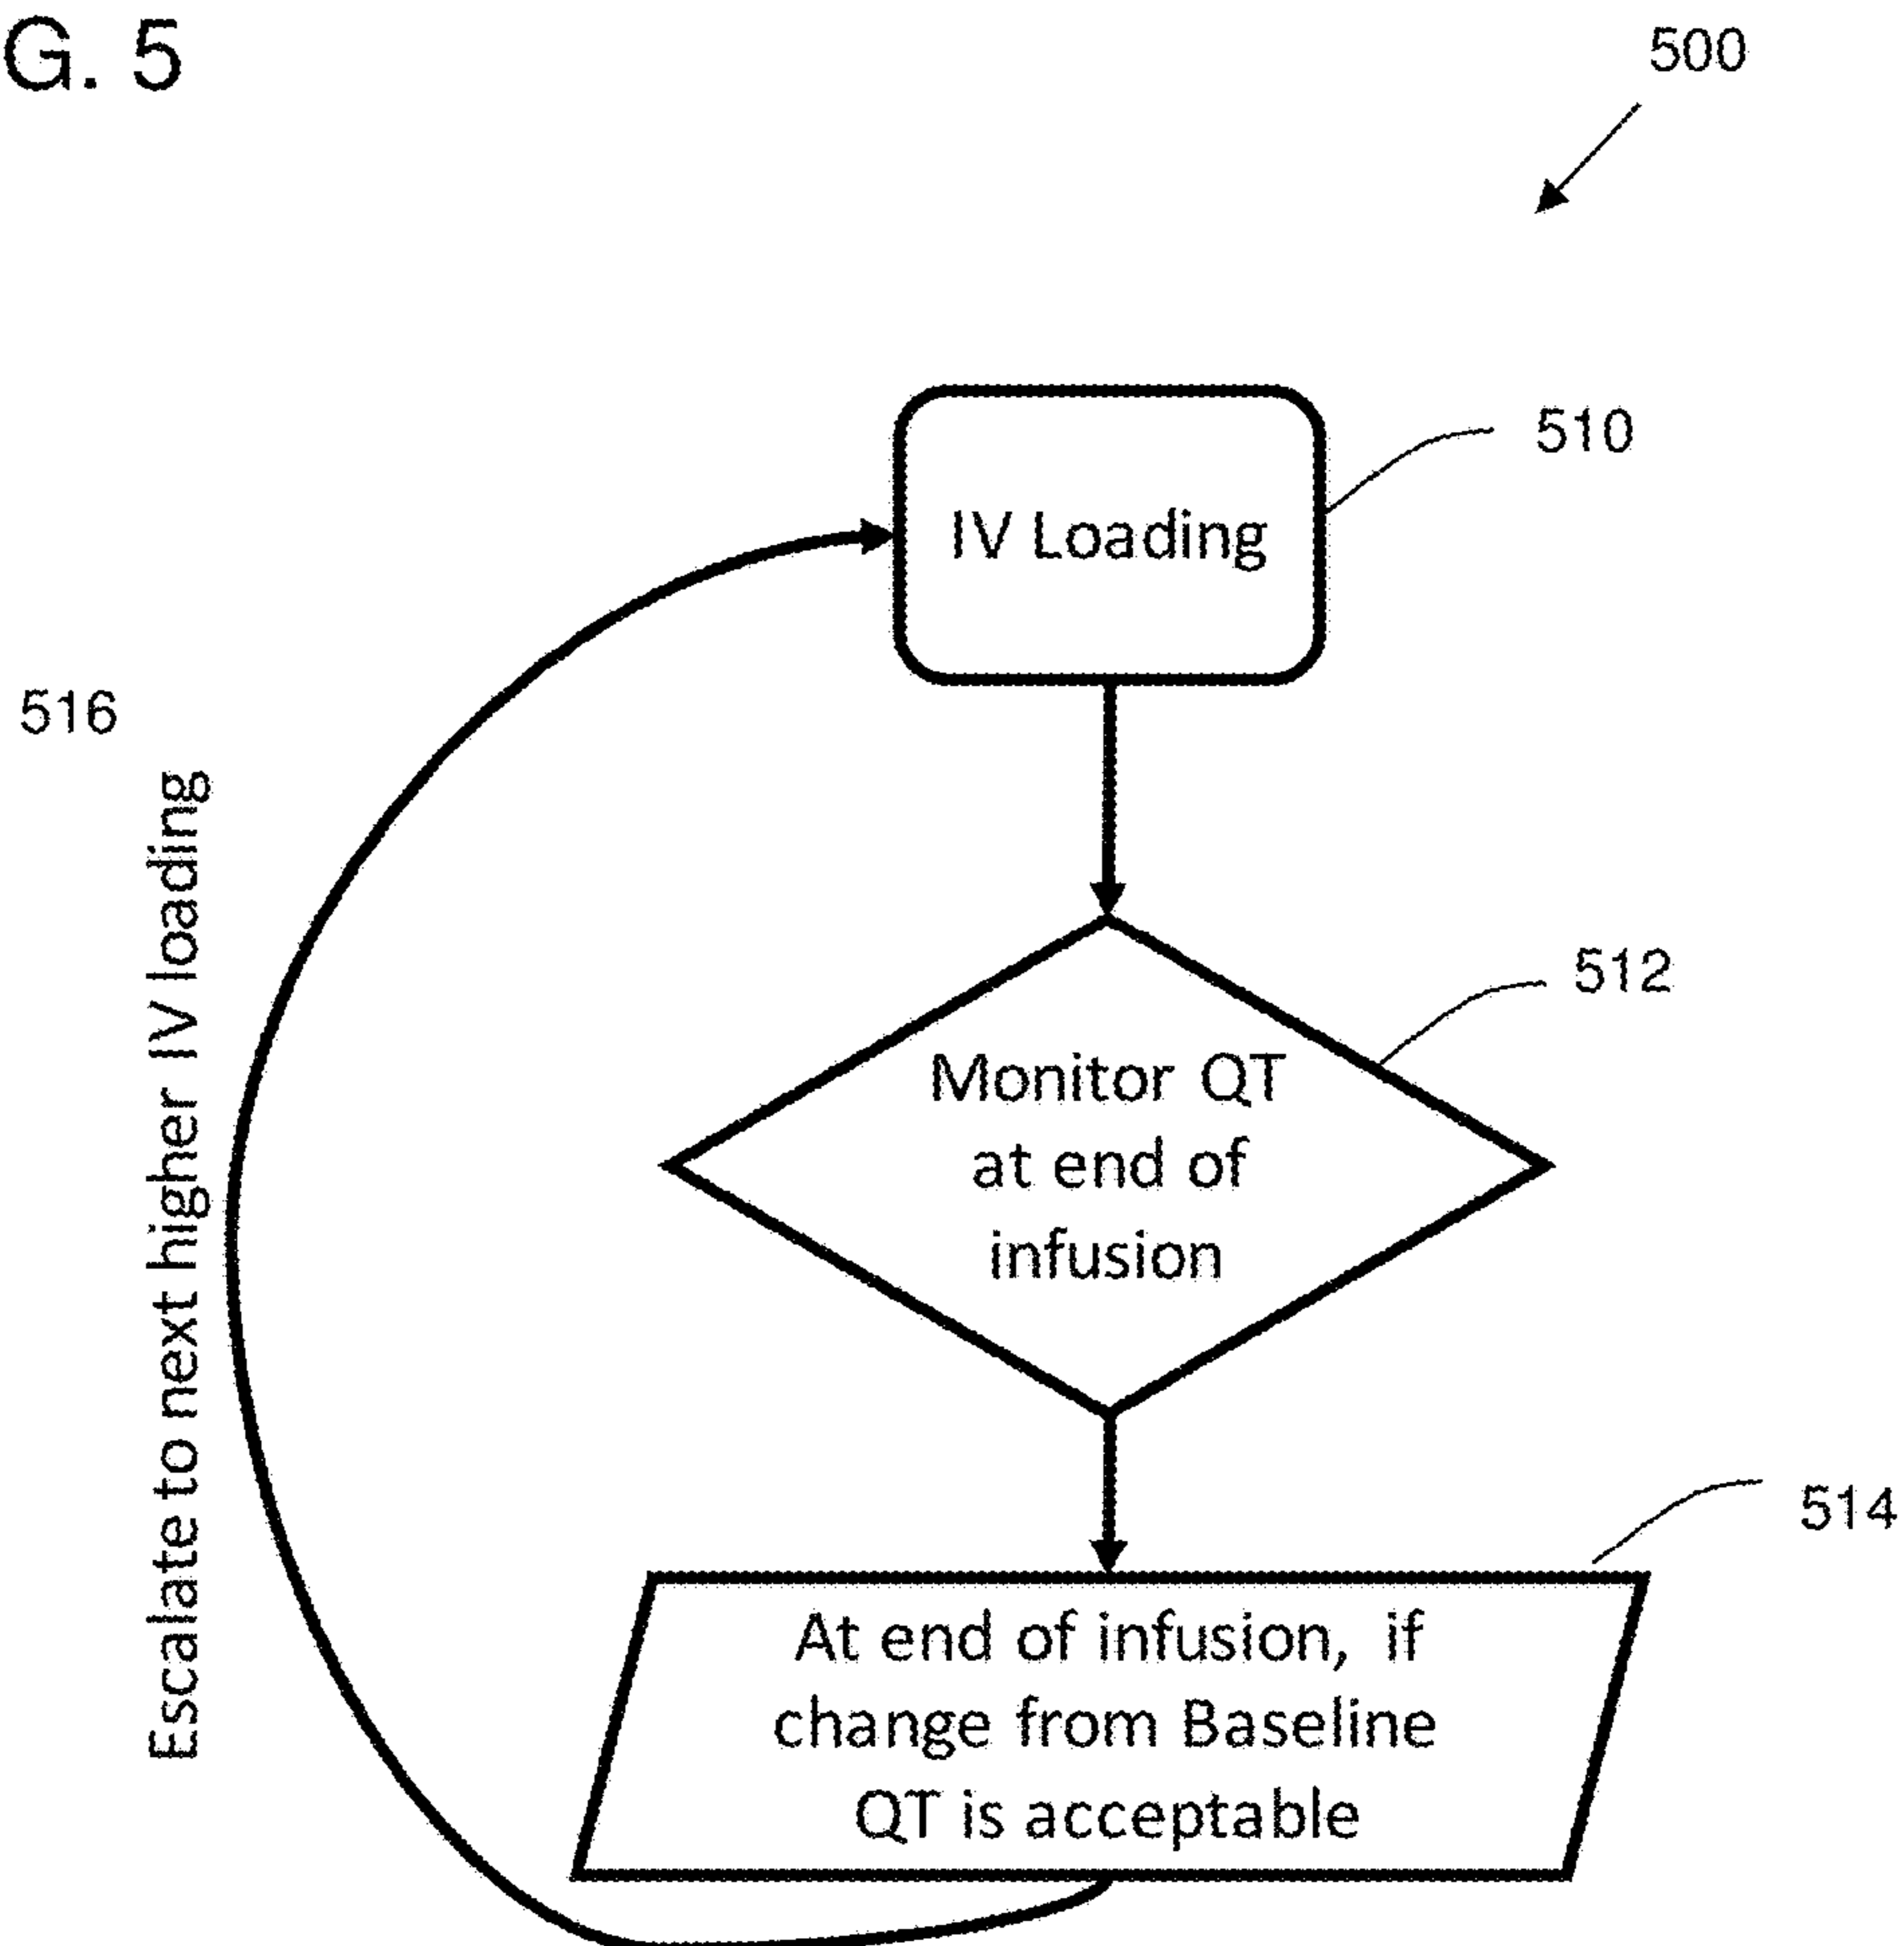 G. 5
500
IV Loading
510
516
Escalate to next higher IV loading
Monitor QT
at end of
infusion
512
514
At end of infusion, if
change from Baseline
QT is acceptable